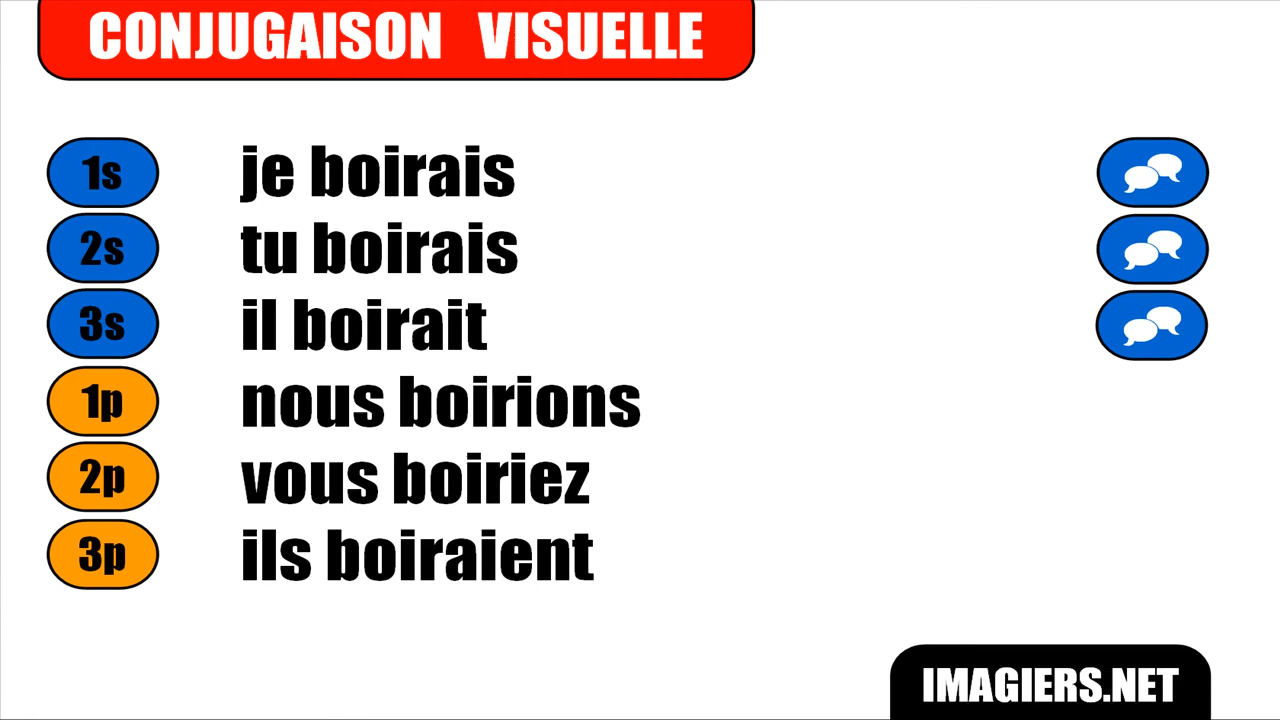 CONJUGAISON VISUELLE
1s je boirais
2s tu boirais
3s il boirait
1p nous boirions
2p vous boiriez
3p ils boiraient
IMAGIERS.NET